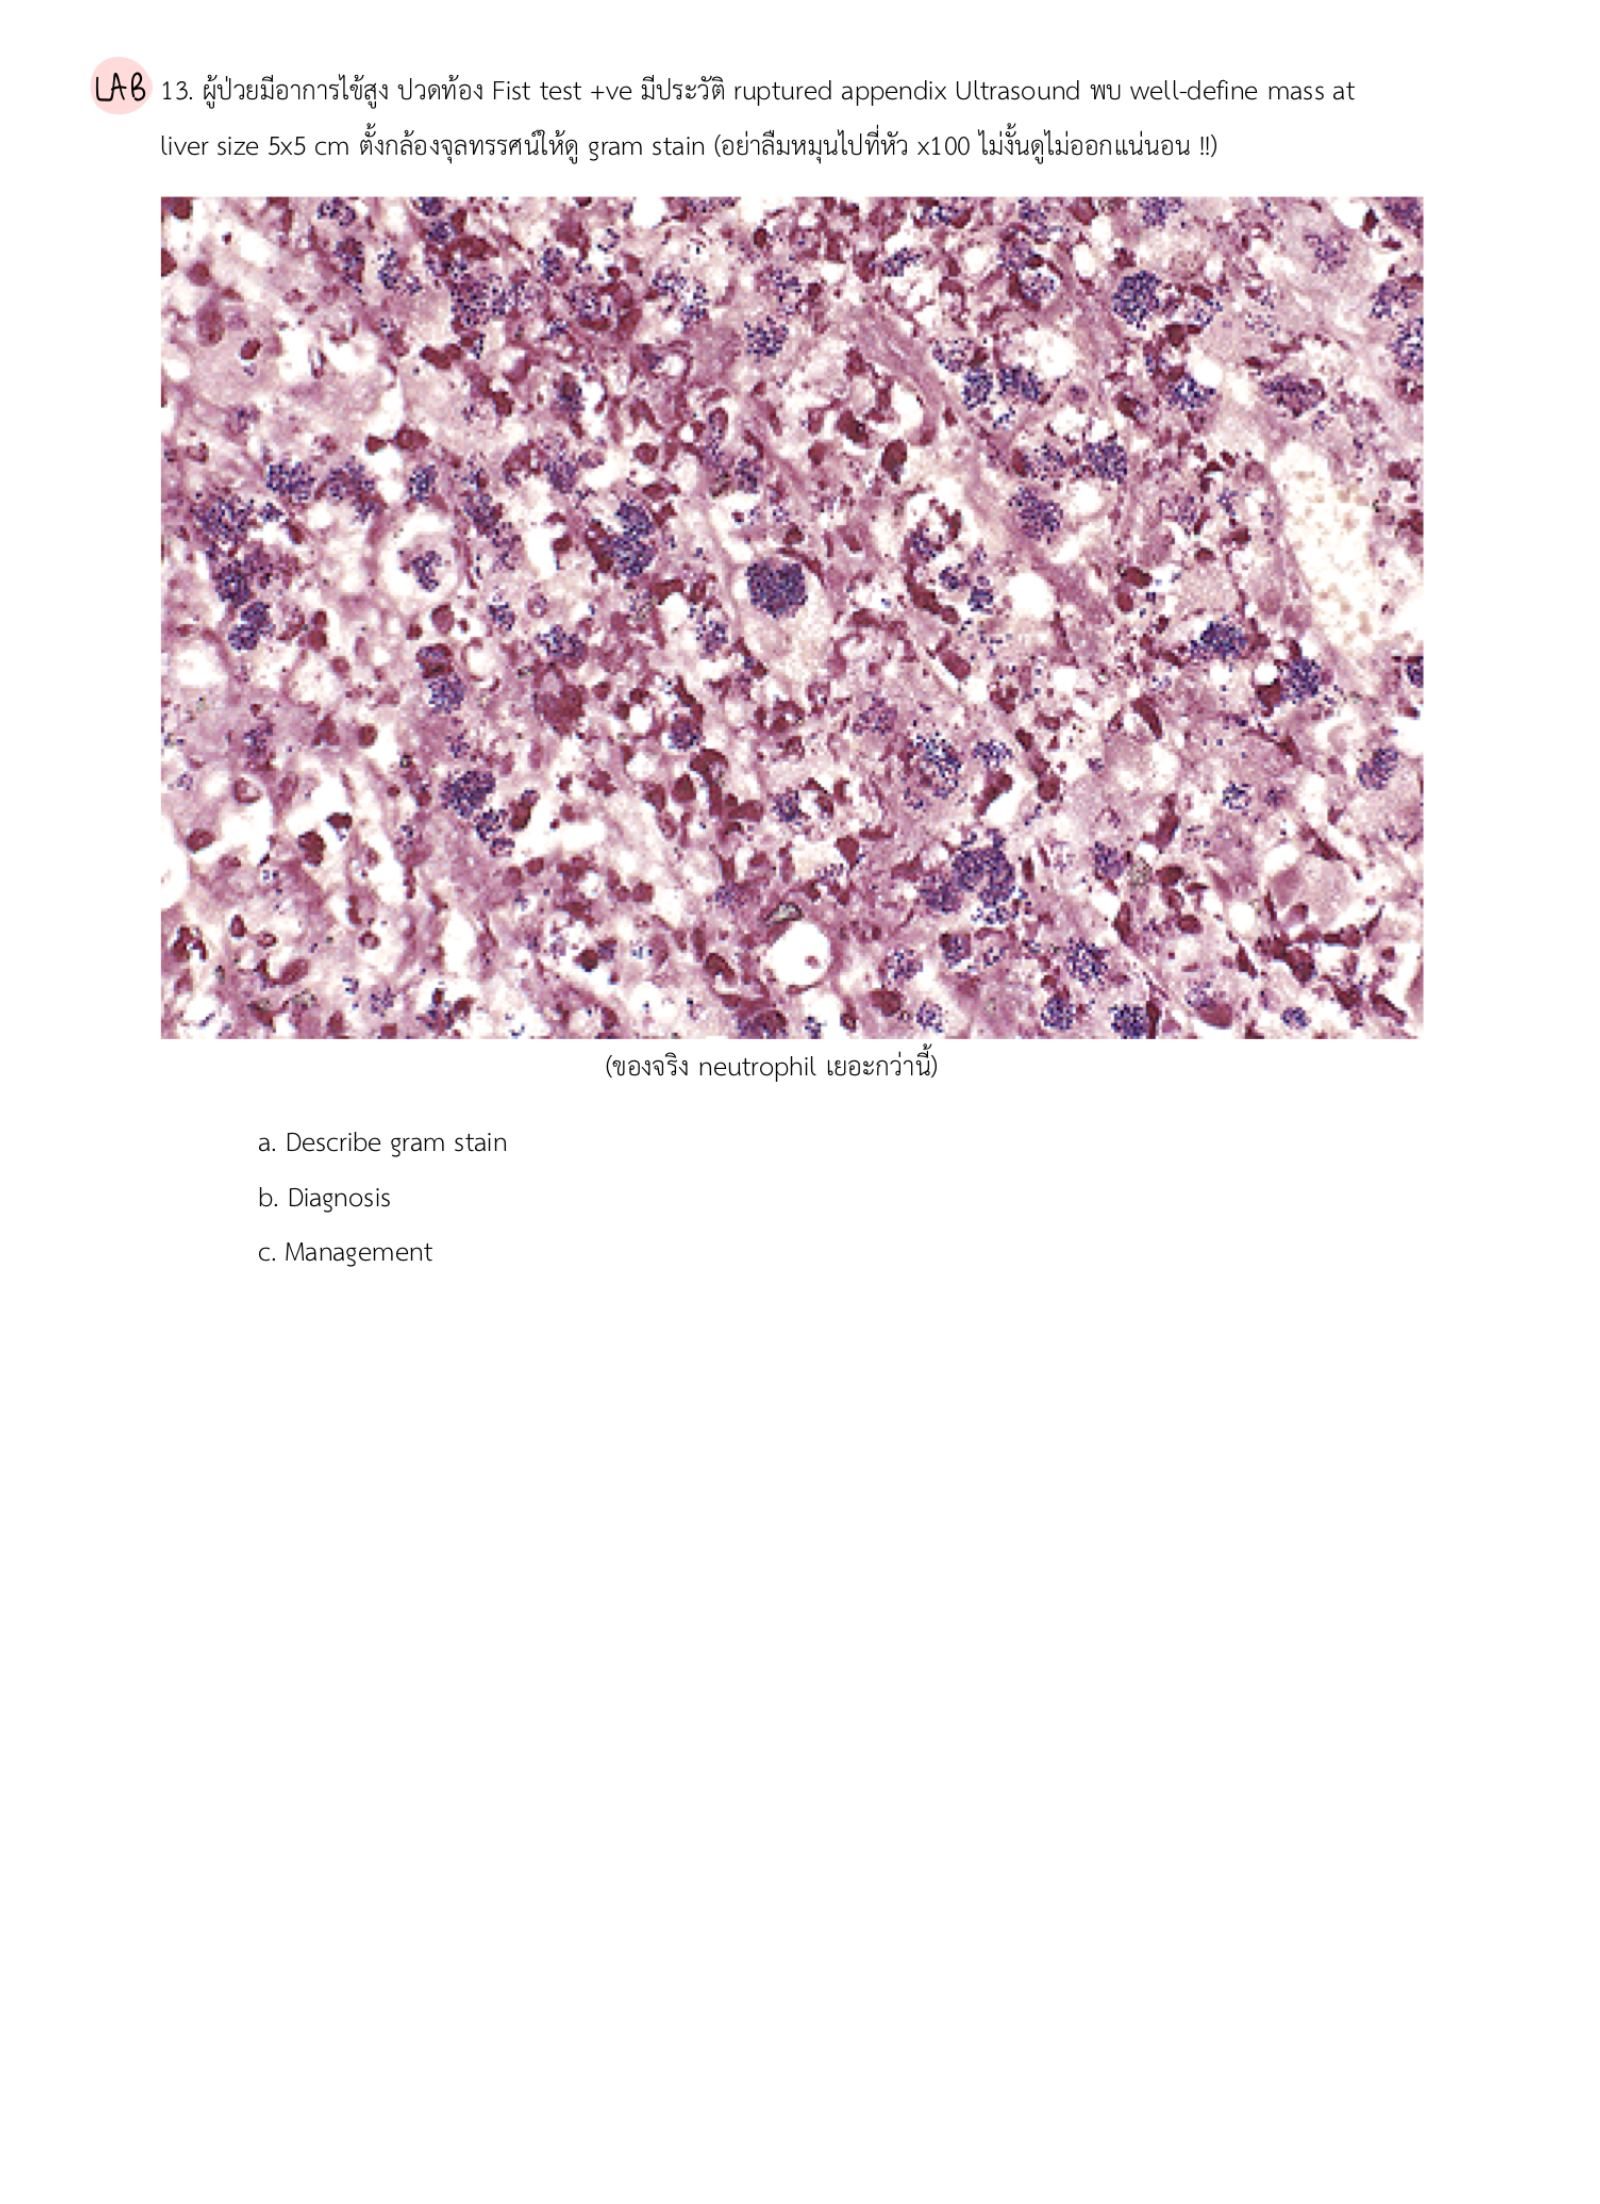 LAB 13. ผู้ป่วยมีอาการไข้สูง ปวดท้อง Fist test +ve มีประวัติ ruptured appendix Ultrasound พบ well-define mass at
liver size 5x5 cm ตั้งกล้องจุลทรรศน์ให้ดู gram stain (อย่าลืมหมุนไปที่หัว x100 ไม่งั้นดูไม่ออกแน่นอน !!)
(ของจริง neutrophil เยอะกว่านี้)
a. Describe gram stain
b. Diagnosis
c. Management